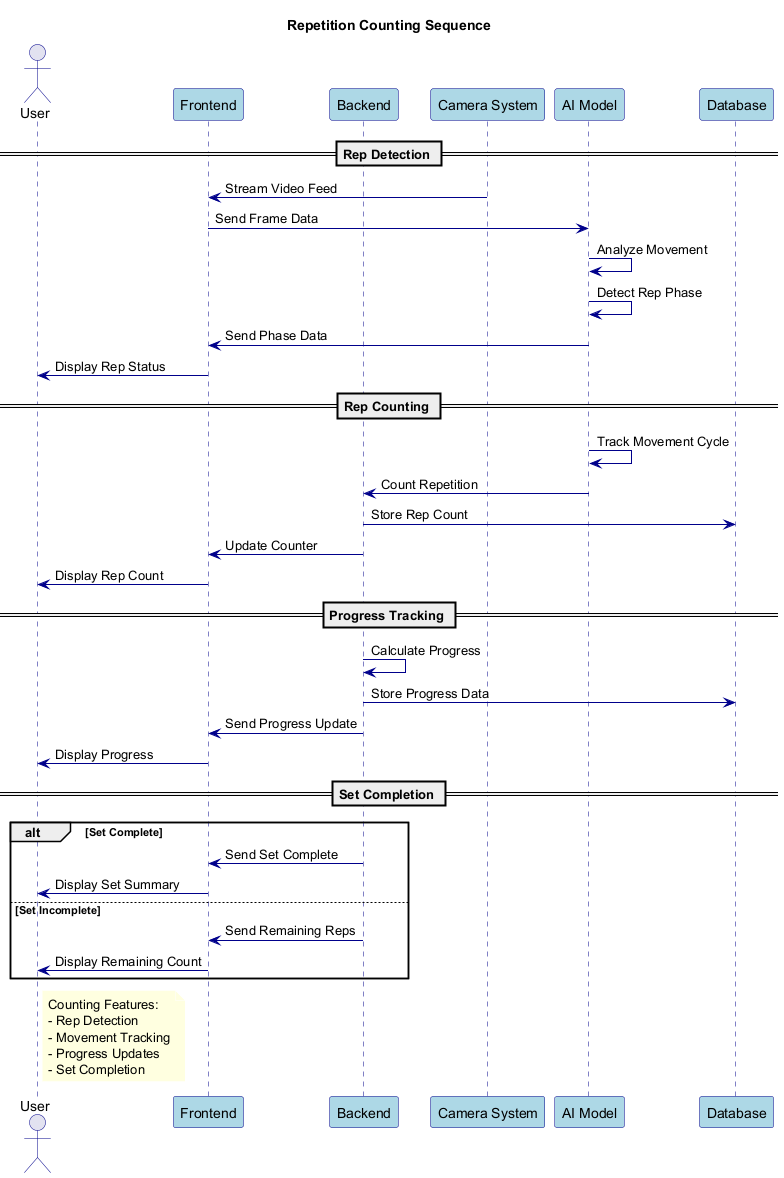 Repetition Counting Sequence
User
Frontend
Backend
Camera System
AI Model
Database
Rep Detection
Stream Video Feed
Send Frame Data
Analyze Movement
Detect Rep Phase
Send Phase Data
Display Rep Status
Rep Counting
Track Movement Cycle
Count Repetition
Store Rep Count
Update Counter
Display Rep Count
Progress Tracking
Calculate Progress
Store Progress Data
Send Progress Update
Display Progress
Set Completion
alt
[Set Complete]
Send Set Complete
Display Set Summary
[Set Incomplete]
Send Remaining Reps
Display Remaining Count
Counting Features:
- Rep Detection
- Movement Tracking
- Progress Updates
- Set Completion
User
Frontend
Backend
Camera System
AI Model
Database